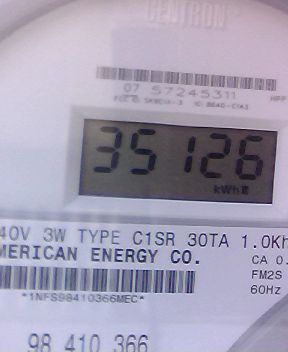 CENTRON
07 57245311
35126
kWh
40V 3W TYPE C1SR 30TA 1.0Kh
MERICAN ENERGY CO.
CA 0.
FM2S
*1NFS98410366MEC*
60Hz
98 410 366